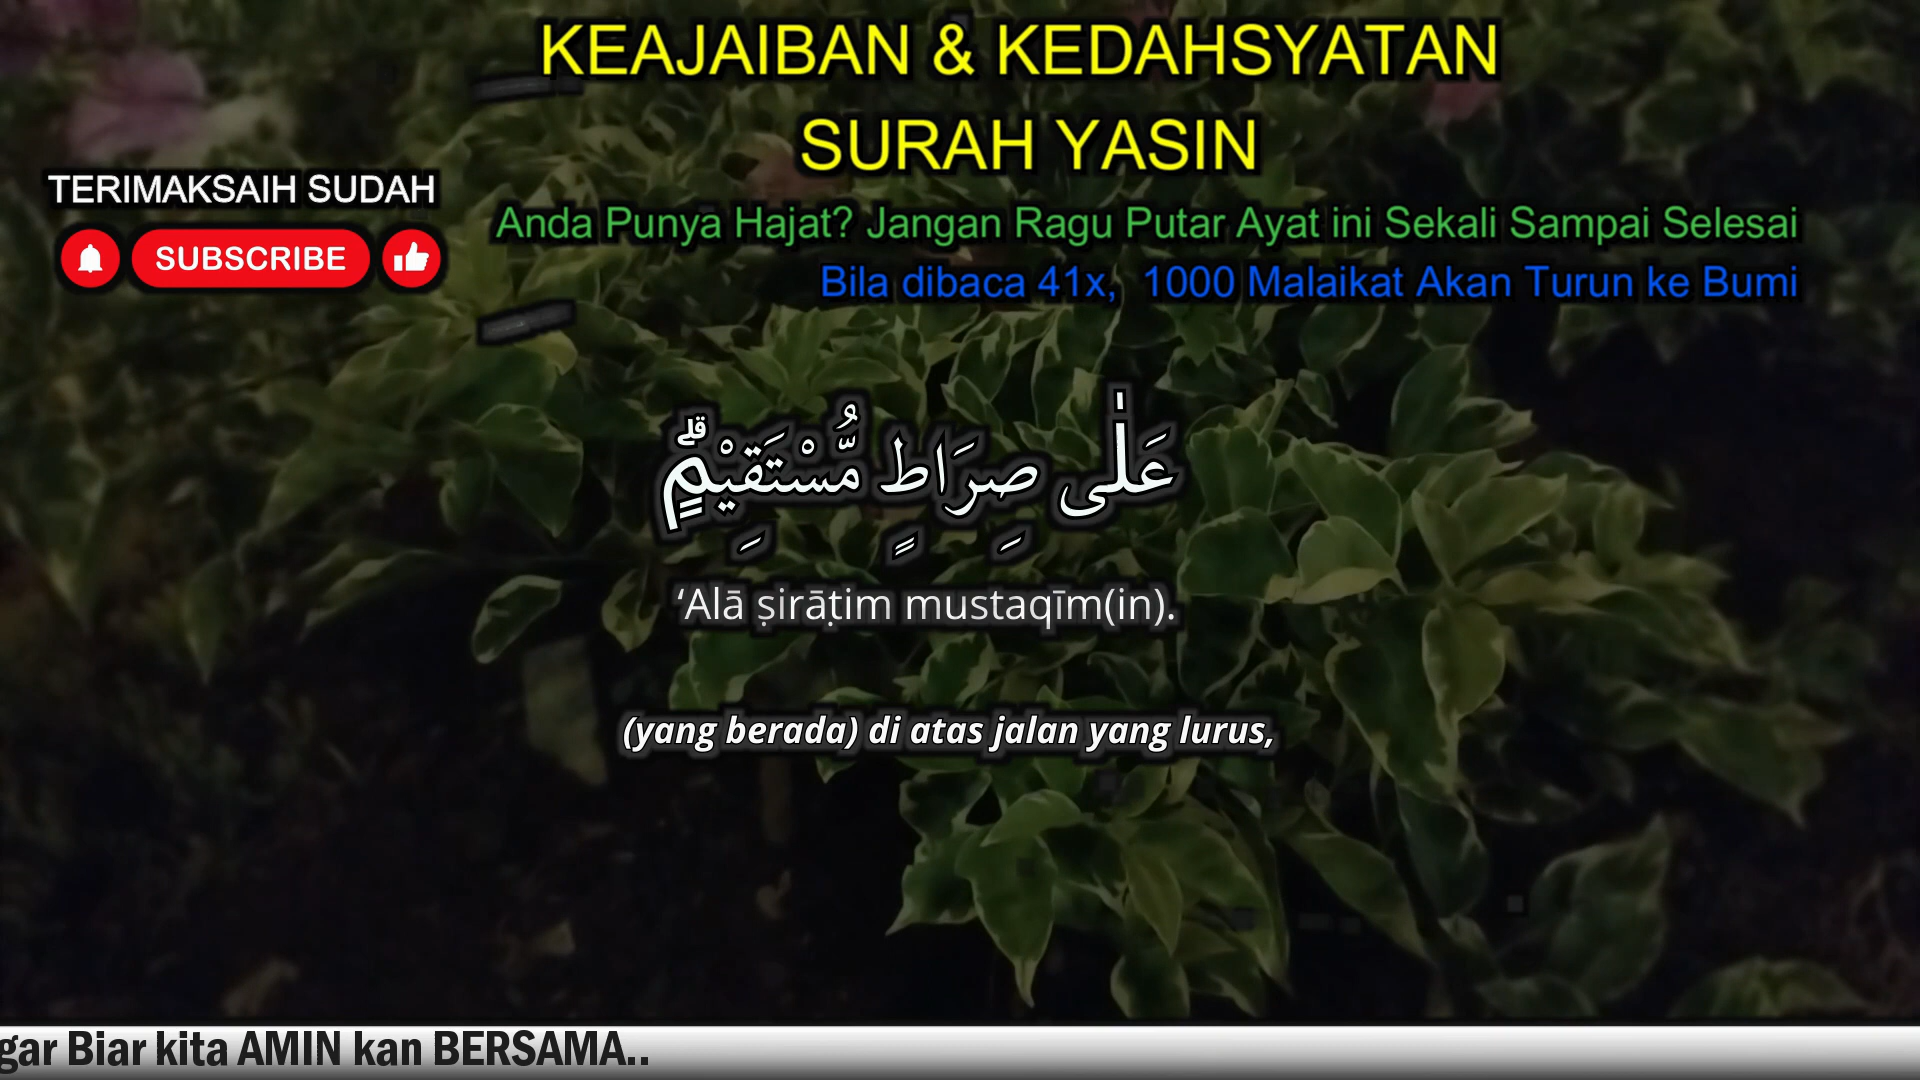 KEAJAIBAN & KEDAHSYATAN
SURAH YASIN
TERIMAKSAIH SUDAH
SUBSCRIBE
Anda Punya Hajat? Jangan Ragu Putar Ayat ini Sekali Sampai Selesai
Bila dibaca 41x, 1000 Malaikat Akan Turun ke Bumi
عَلٰى صِرَاطٍ مُّسْتَقِيْمٍۗ
‘Alā ṣirāṭim mustaqīm(in).
(yang berada) di atas jalan yang lurus,
gar Biar kita AMIN kan BERSAMA..